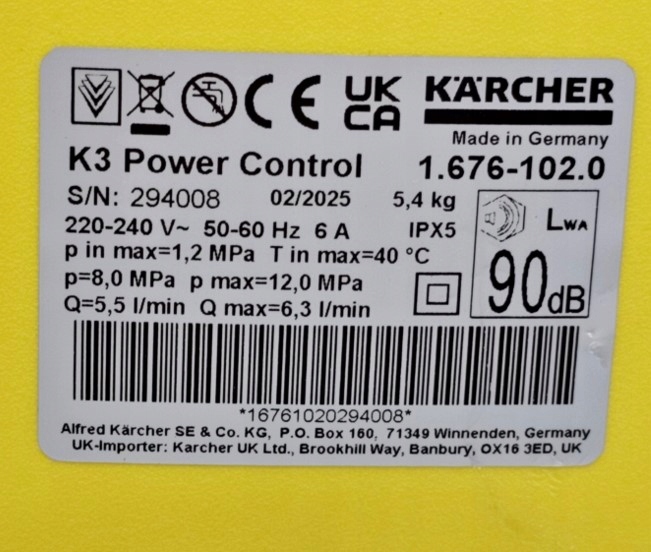 CE UK CA KÄRCHER
Made in Germany
K3 Power Control 1.676-102.0
S/N: 294008 02/2025 5,4 kg
220-240 V~ 50-60 Hz 6 A IPX5
p in max=1,2 MPa T in max=40 °C
p=8,0 MPa p max=12,0 MPa
Q=5,5 l/min Q max=6,3 l/min
LWA
90dB
*16761020294008*
Alfred Kärcher SE & Co. KG, P.O. Box 160, 71349 Winnenden, Germany
UK-Importer: Karcher UK Ltd., Brookhill Way, Banbury, OX16 3ED, UK